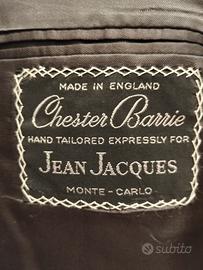 MADE IN ENGLAND
Chester Barrie
HAND TAILORED EXPRESSLY FOR
JEAN JACQUES
MONTE-CARLO
subito